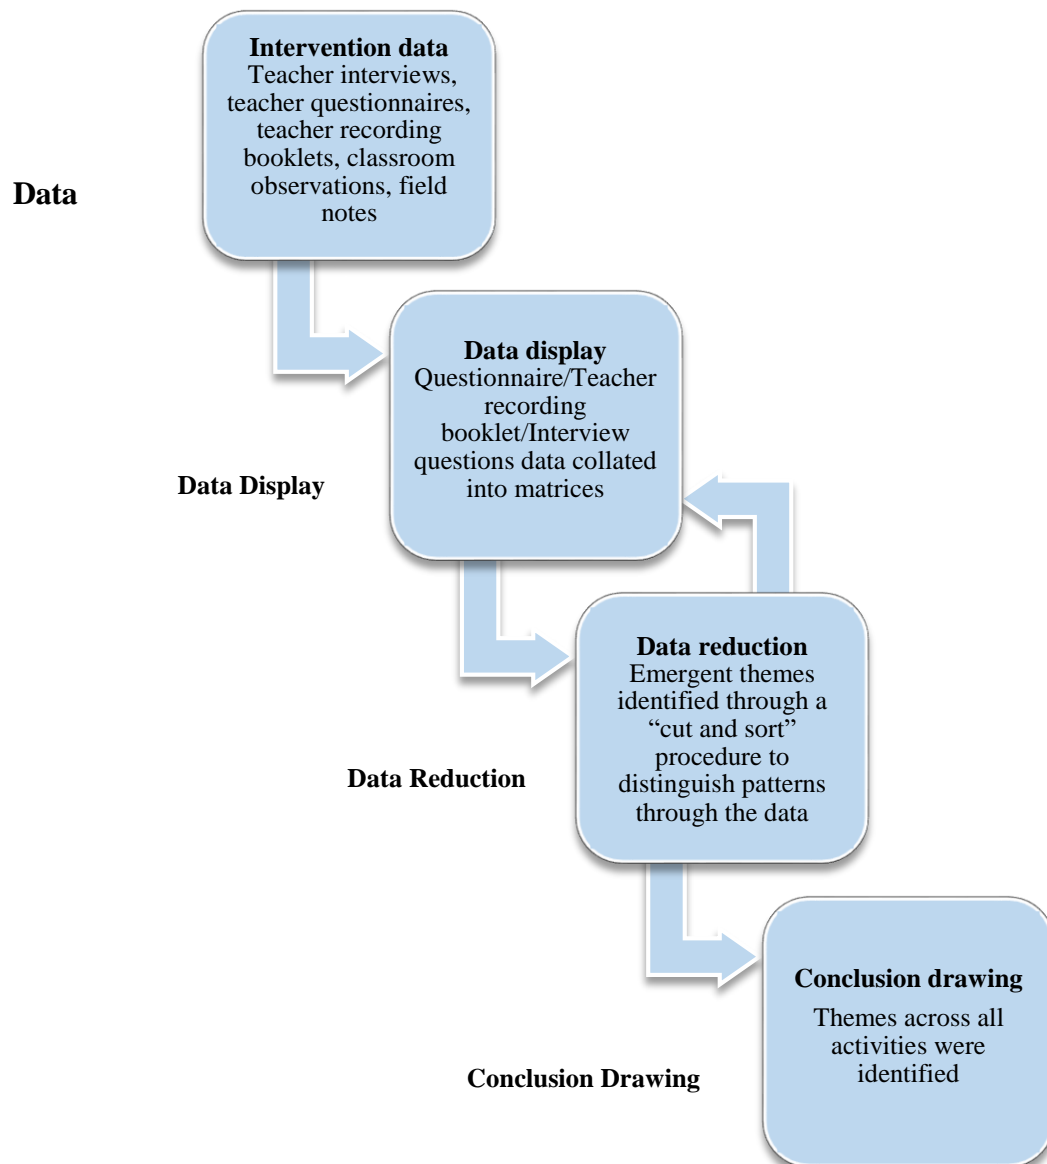 Intervention data
Teacher interviews,
teacher questionnaires,
teacher recording
booklets, classroom
observations, field
notes
Data
Data display
Questionnaire/Teacher
recording
booklet/Interview
questions data collated
into matrices
Data Display
Data reduction
Emergent themes
identified through a
“cut and sort”
procedure to
distinguish patterns
through the data
Data Reduction
Conclusion drawing
Themes across all
activities were
identified
Conclusion Drawing